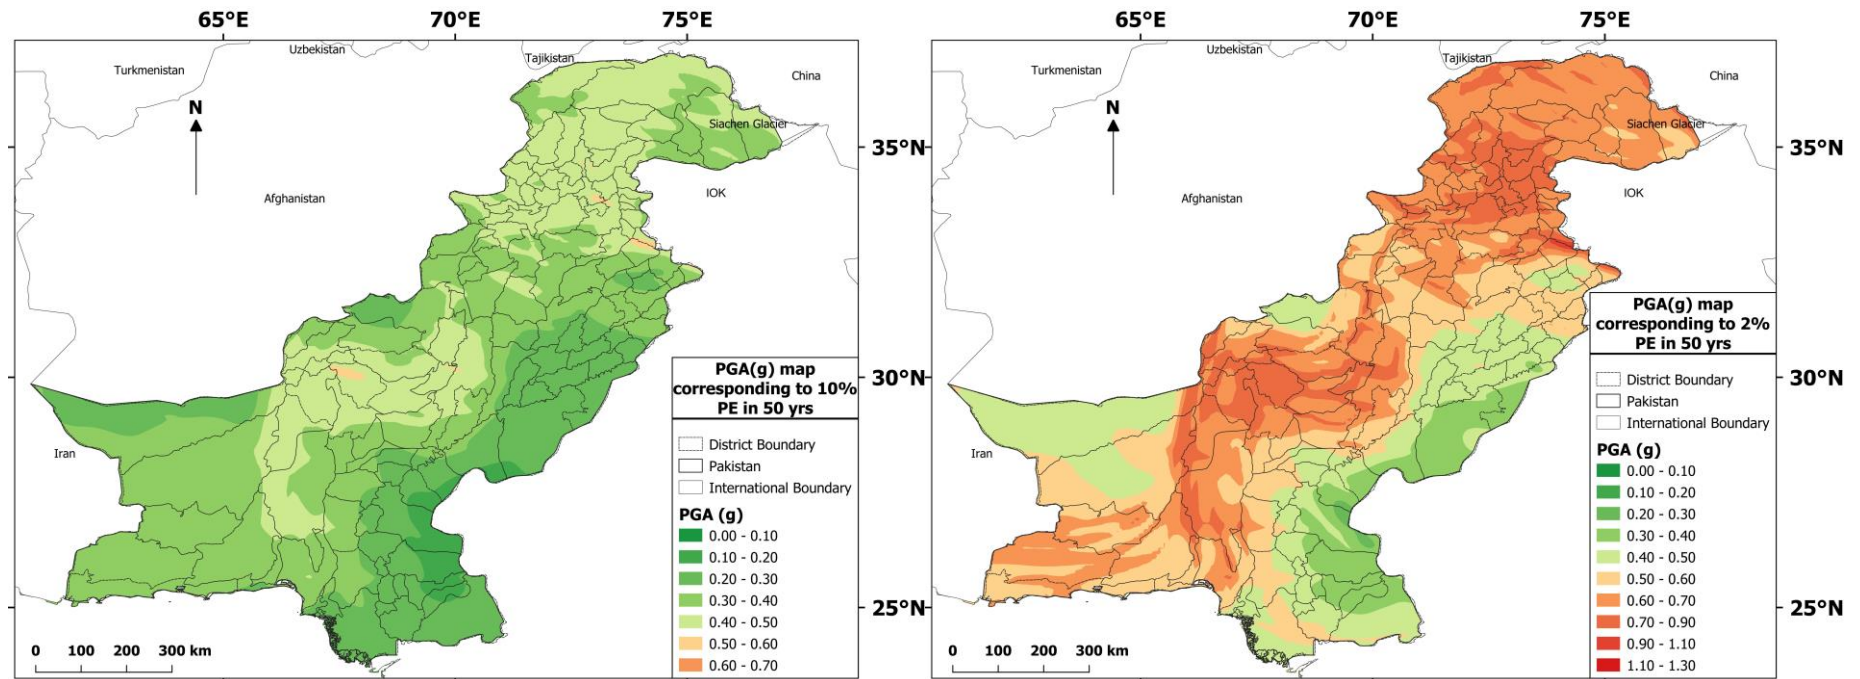 65°E 70°E 75°E
Uzbekistan
Tajikistan
Turkmenistan
China
N
Siachen Glacier
35°N
Afghanistan
IOK
30°N
PGA(g) map
corresponding to 10%
PE in 50 yrs
District Boundary
Iran
Pakistan
International Boundary
PGA (g)
0.00 - 0.10
0.10 - 0.20
0.20 - 0.30
0.30 - 0.40
25°N
0.40 - 0.50
0.50 - 0.60
0.60 - 0.70
0 100 200 300 km
65°E 70°E 75°E
Uzbekistan
Tajikistan
Turkmenistan
China
N
Siachen Glacier
35°N
Afghanistan
IOK
PGA(g) map
corresponding to 2%
PE in 50 yrs
30°N
District Boundary
Pakistan
International Boundary
Iran
PGA (g)
0.00 - 0.10
0.10 - 0.20
0.20 - 0.30
0.30 - 0.40
0.40 - 0.50
0.50 - 0.60
25°N
0.60 - 0.70
0.70 - 0.90
0.90 - 1.10
1.10 - 1.30
0 100 200 300 km